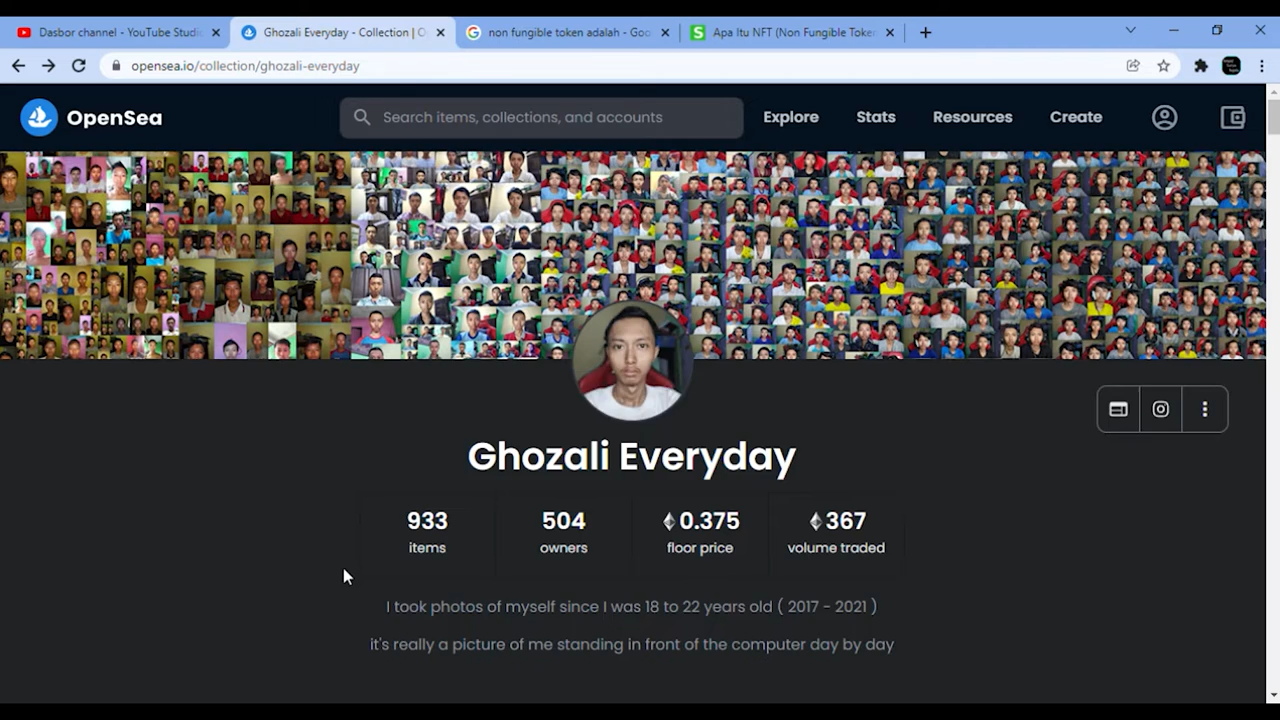 Dasbor channel - YouTube Studio
Ghozali Everyday - Collection | O
non fungible token adalah - Goo
Apa Itu NFT (Non Fungible Token
opensea.io/collection/ghozali-everyday
OpenSea
Search items, collections, and accounts
Explore
Stats
Resources
Create
Ghozali Everyday
933
504
0.375
367
items
owners
floor price
volume traded
I took photos of myself since I was 18 to 22 years old ( 2017 - 2021 )
it's really a picture of me standing in front of the computer day by day